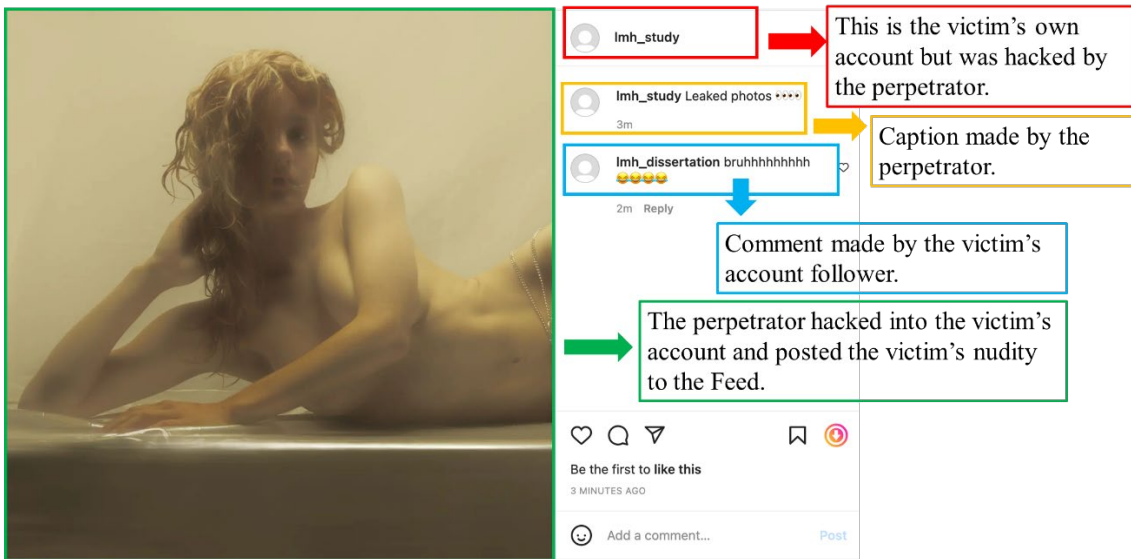 lmh_study
This is the victim's own
account but was hacked by
the perpetrator.
lmh_study Leaked photos 👀👀
3m
Caption made by the
perpetrator.
lmh_dissertation bruhhhhhhhhh
😂😂😂😂
2m Reply
Comment made by the victim's
account follower.
The perpetrator hacked into the victim's
account and posted the victim's nudity
to the Feed.
Be the first to like this
3 MINUTES AGO
Add a comment...
Post